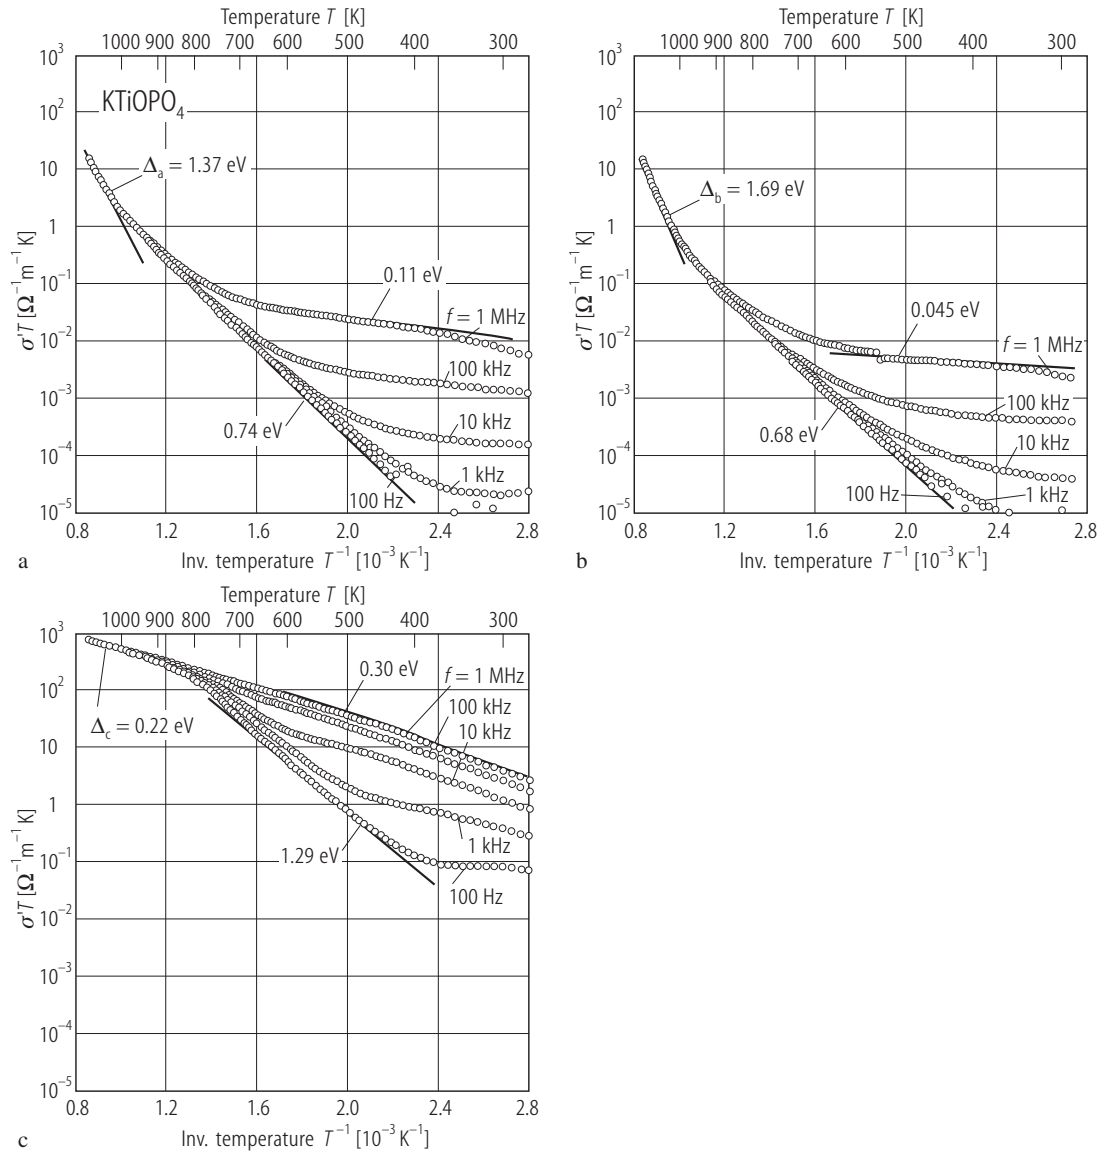 Temperature T [K]
1000 900 800 700 600 500 400 300
10³
10²
10
1
10⁻¹
10⁻²
10⁻³
10⁻⁴
10⁻⁵
σ'T [Ω⁻¹m⁻¹ K]
KTiOPO₄
Δₐ = 1.37 eV
0.11 eV
f = 1 MHz
100 kHz
10 kHz
0.74 eV
1 kHz
100 Hz
0.8 1.2 1.6 2.0 2.4 2.8
Inv. temperature T⁻¹ [10⁻³ K⁻¹]
a
Temperature T [K]
1000 900 800 700 600 500 400 300
10³
10²
10
1
10⁻¹
10⁻²
10⁻³
10⁻⁴
10⁻⁵
σ'T [Ω⁻¹m⁻¹ K]
Δb = 1.69 eV
0.045 eV
f = 1 MHz
100 kHz
0.68 eV
10 kHz
100 Hz
1 kHz
0.8 1.2 1.6 2.0 2.4 2.8
Inv. temperature T⁻¹ [10⁻³ K⁻¹]
b
Temperature T [K]
1000 900 800 700 600 500 400 300
10³
10²
10
1
10⁻¹
10⁻²
10⁻³
10⁻⁴
10⁻⁵
σ'T [Ω⁻¹m⁻¹ K]
0.30 eV
f = 1 MHz
100 kHz
Δc = 0.22 eV
10 kHz
1 kHz
1.29 eV
100 Hz
0.8 1.2 1.6 2.0 2.4 2.8
Inv. temperature T⁻¹ [10⁻³ K⁻¹]
c